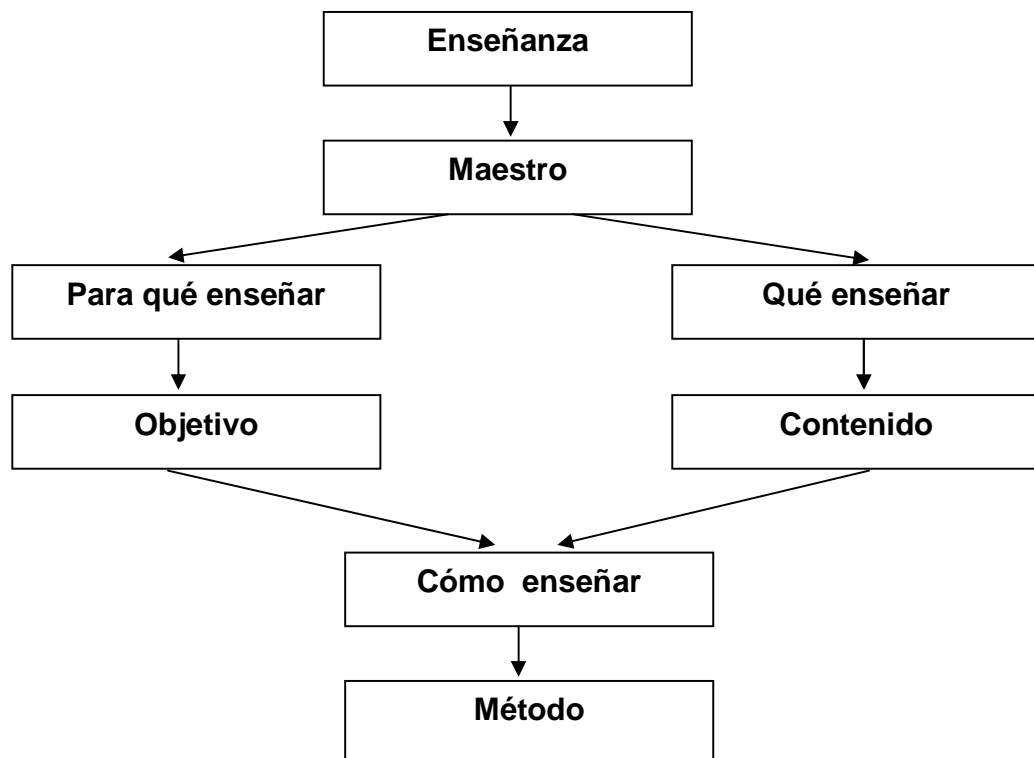 Enseñanza
Maestro
Para qué enseñar
Qué enseñar
Objetivo
Contenido
Cómo enseñar
Método